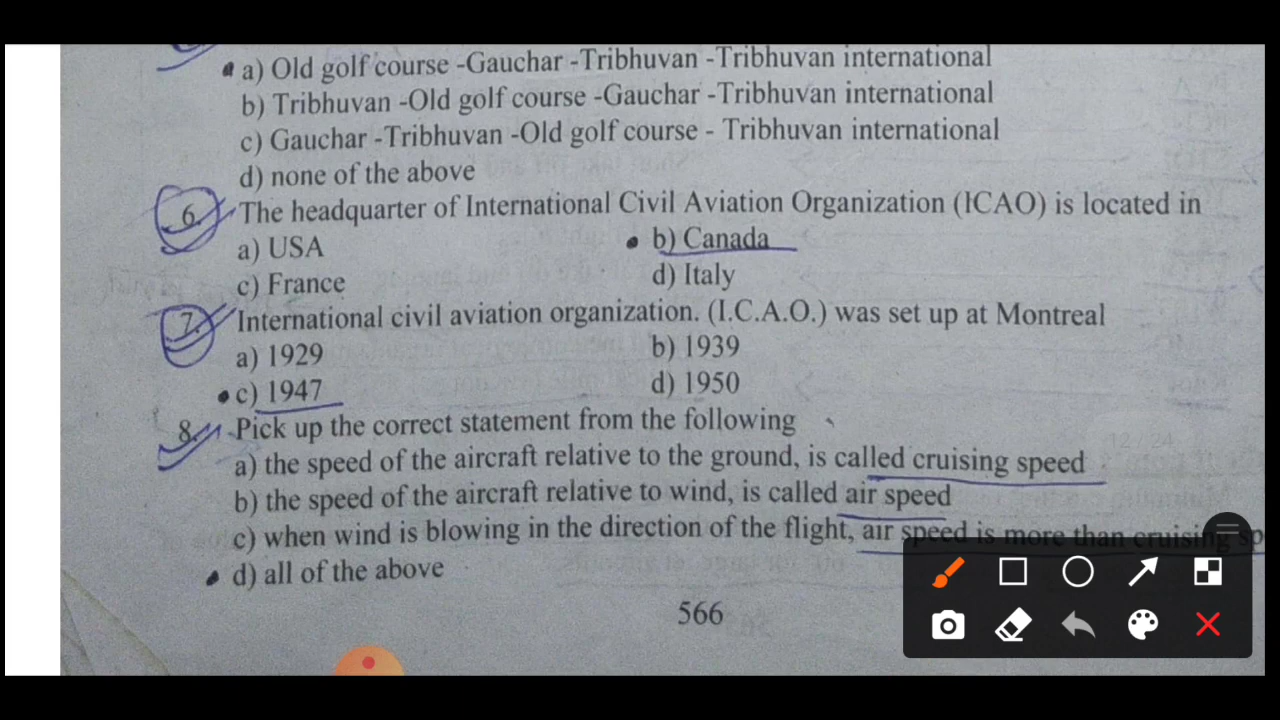 a) Old golf course -Gauchar -Tribhuvan -Tribhuvan international
b) Tribhuvan -Old golf course -Gauchar -Tribhuvan international
c) Gauchar -Tribhuvan -Old golf course - Tribhuvan international
d) none of the above
6. The headquarter of International Civil Aviation Organization (ICAO) is located in
a) USA b) Canada
c) France d) Italy
7. International civil aviation organization. (I.C.A.O.) was set up at Montreal
a) 1929 b) 1939
c) 1947 d) 1950
8. Pick up the correct statement from the following
12 / 24
a) the speed of the aircraft relative to the ground, is called cruising speed
b) the speed of the aircraft relative to wind, is called air speed
c) when wind is blowing in the direction of the flight, air speed is more than cruising sp
d) all of the above
566